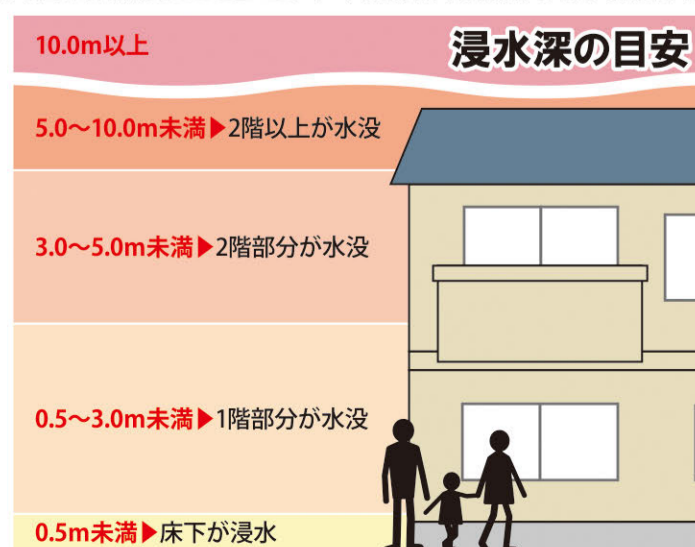 10.0m以上
浸水深の目安
5.0〜10.0m未満▶2階以上が水没
3.0〜5.0m未満▶2階部分が水没
0.5〜3.0m未満▶1階部分が水没
0.5m未満▶床下が浸水